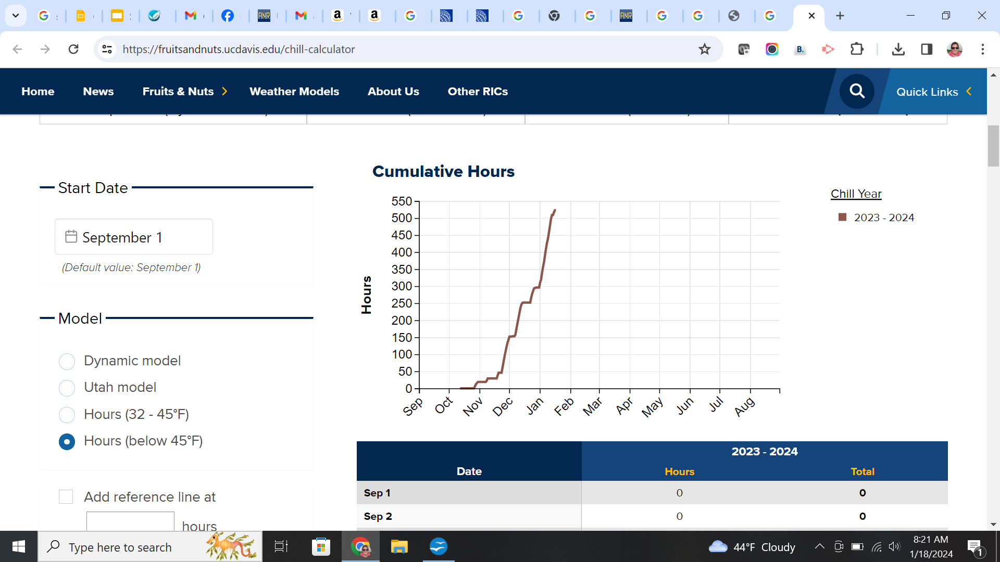 https://fruitsandnuts.ucdavis.edu/chill-calculator
Home
News
Fruits & Nuts
Weather Models
About Us
Other RICs
Quick Links
Start Date
September 1
(Default value: September 1)
Model
Dynamic model
Utah model
Hours (32 - 45°F)
Hours (below 45°F)
Add reference line at
hours
Cumulative Hours
Chill Year
2023 - 2024
Hours
550
500
450
400
350
300
250
200
150
100
50
0
Sep
Oct
Nov
Dec
Jan
Feb
Mar
Apr
May
Jun
Jul
Aug
2023 - 2024
Date
Hours
Total
Sep 1
0
0
Sep 2
0
0
Type here to search
44°F Cloudy
8:21 AM
1/18/2024
1